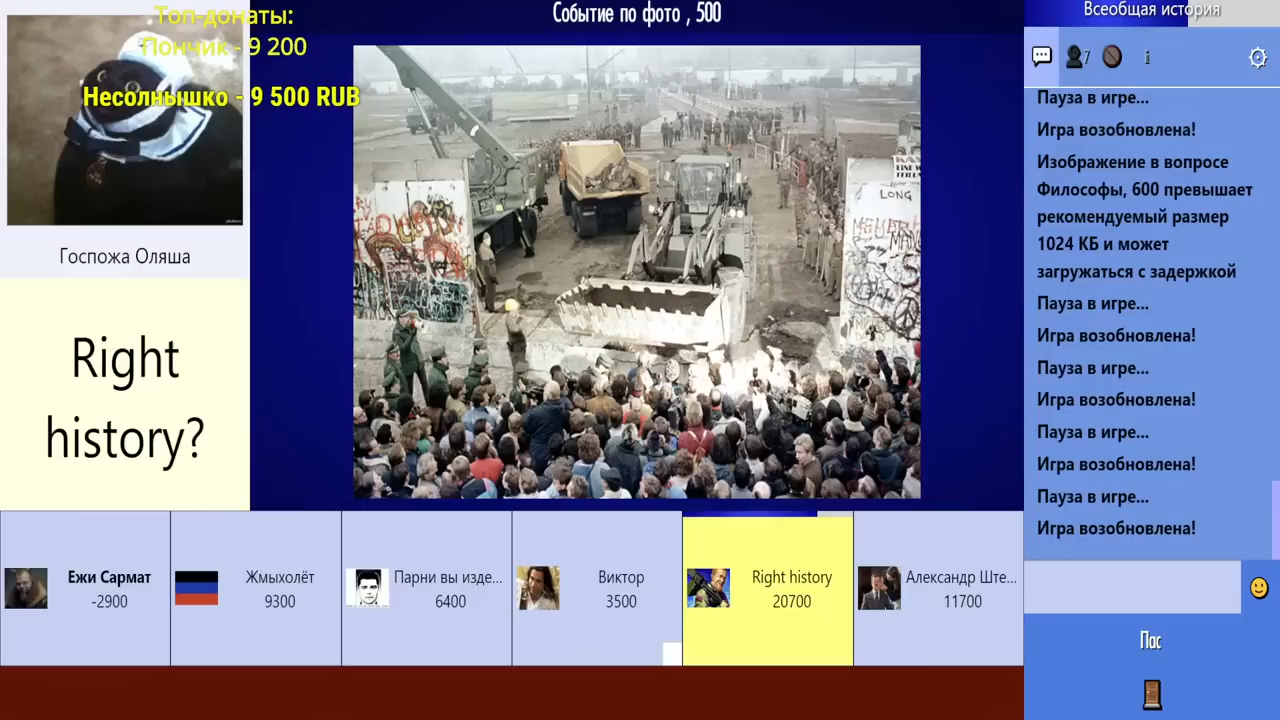 Топ-донаты:
Пончик - 9 200
Несолнышко - 9 500 RUB
Госпожа Оляша
Right
history?
Событие по фото , 500
LONG
Всеобщая история
7
i
Пауза в игре...
Игра возобновлена!
Изображение в вопросе
Философы, 600 превышает
рекомендуемый размер
1024 КБ и может
загружаться с задержкой
Пауза в игре...
Игра возобновлена!
Пауза в игре...
Игра возобновлена!
Пауза в игре...
Игра возобновлена!
Пауза в игре...
Игра возобновлена!
Ежи Сармат
-2900
Жмыхолёт
9300
Парни вы изде...
6400
Виктор
3500
Right history
20700
Александр Ште...
11700
Пас